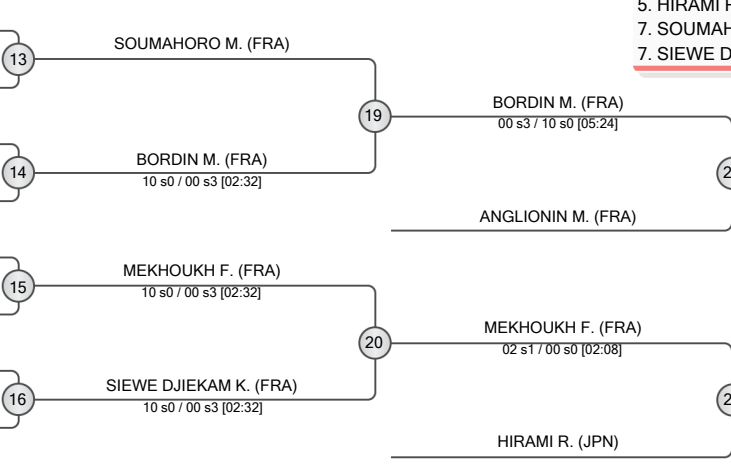 5. HIRAMI
7. SOUMAH
7. SIEWE D
13
SOUMAHORO M. (FRA)
19
BORDIN M. (FRA)
00 s3 / 10 s0 [05:24]
14
BORDIN M. (FRA)
10 s0 / 00 s3 [02:32]
2
ANGLIONIN M. (FRA)
15
MEKHOUKH F. (FRA)
10 s0 / 00 s3 [02:32]
20
MEKHOUKH F. (FRA)
02 s1 / 00 s0 [02:08]
16
SIEWE DJIEKAM K. (FRA)
10 s0 / 00 s3 [02:32]
2
HIRAMI R. (JPN)